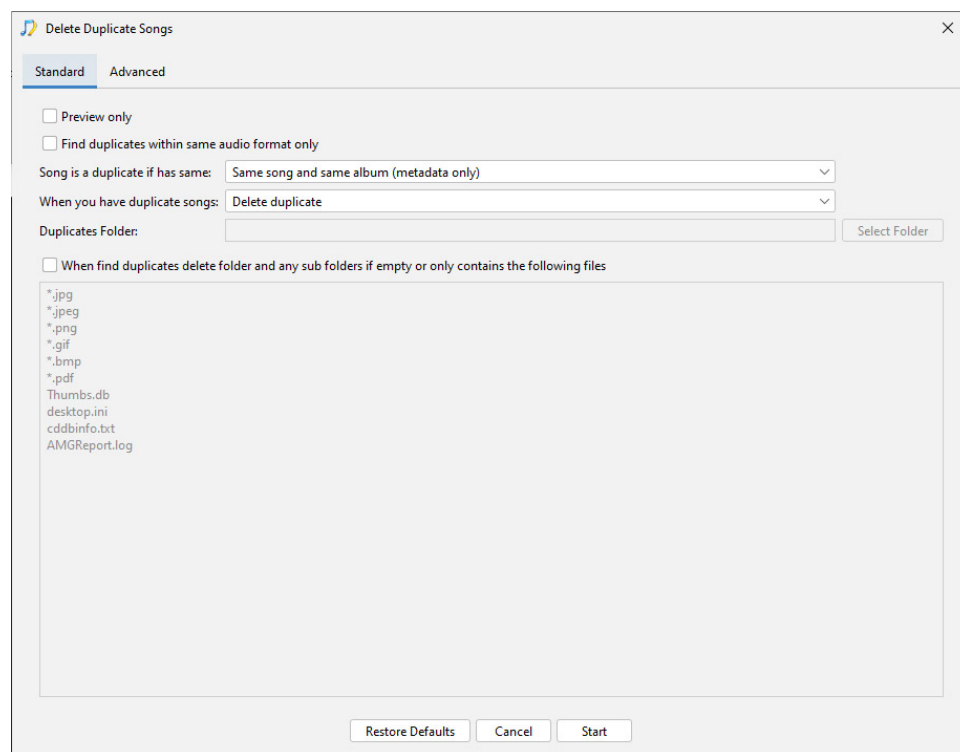 Delete Duplicate Songs
Standard Advanced
Preview only
Find duplicates within same audio format only
Song is a duplicate if has same: Same song and same album (metadata only)
When you have duplicate songs: Delete duplicate
Duplicates Folder: Select Folder
When find duplicates delete folder and any sub folders if empty or only contains the following files
*.jpg
*.jpeg
*.png
*.gif
*.bmp
*.pdf
Thumbs.db
desktop.ini
cddbinfo.txt
AMGReport.log
Restore Defaults Cancel Start